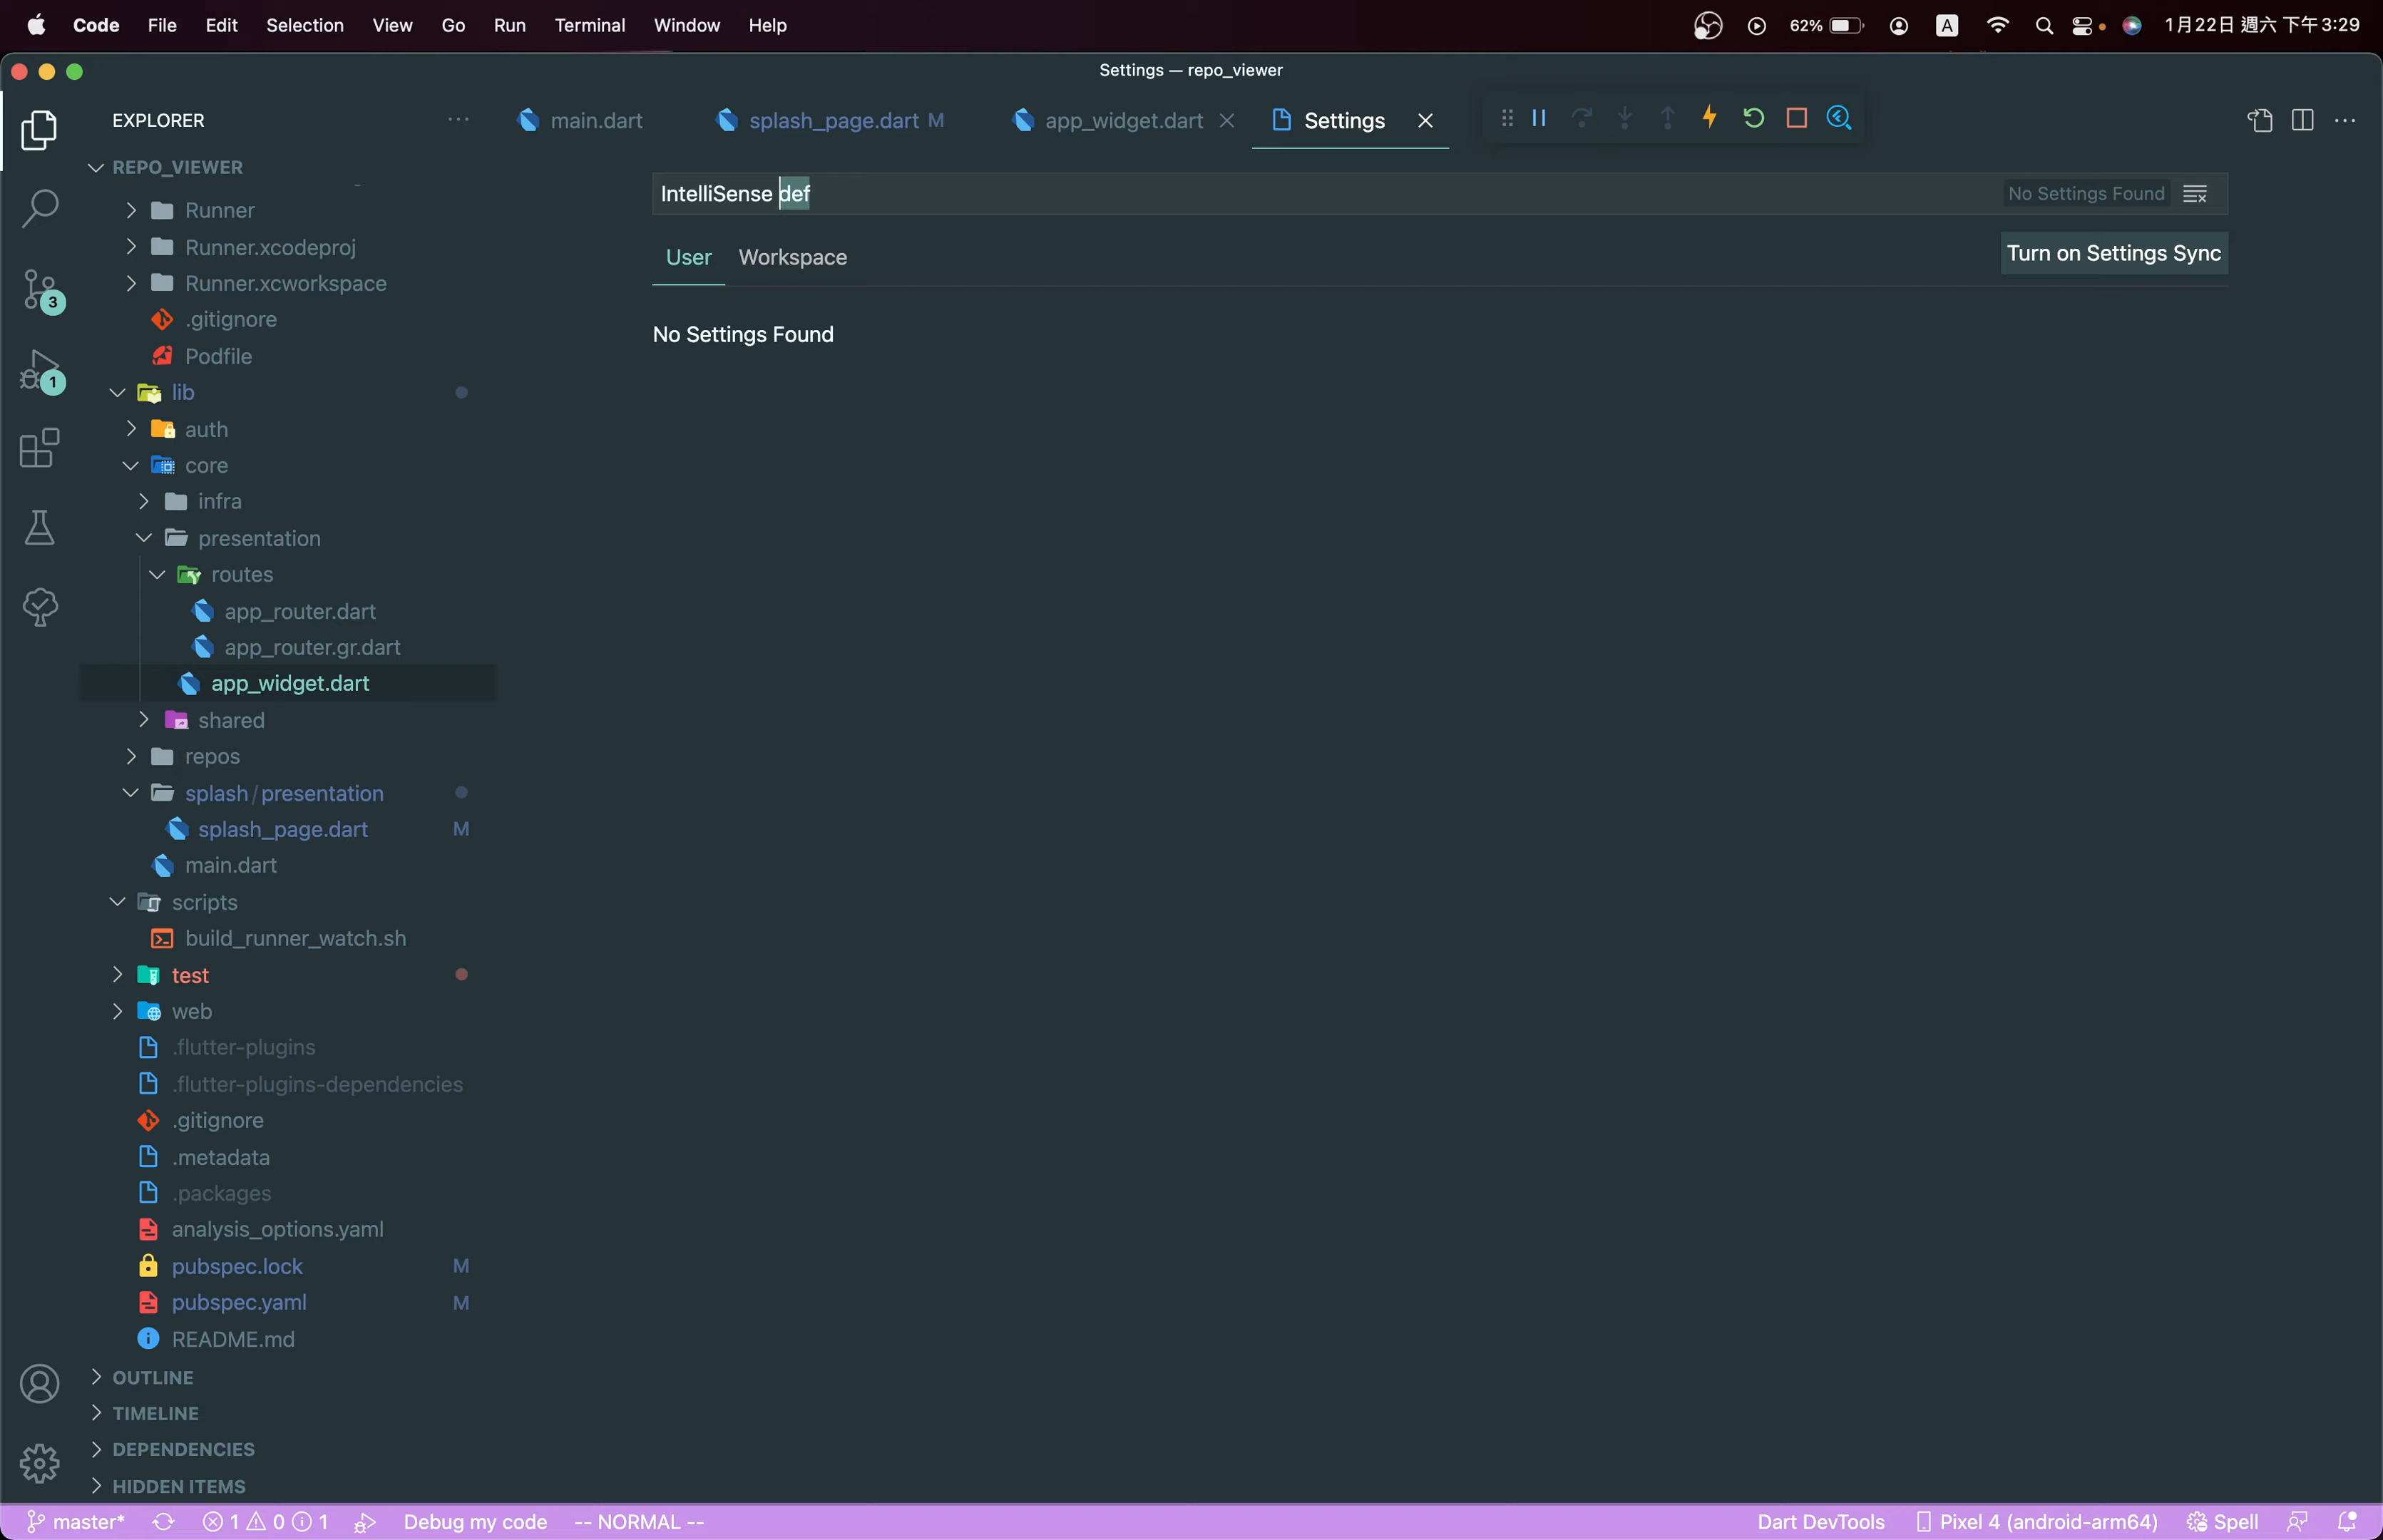 Code File Edit Selection View Go Run Terminal Window Help 62% A 1月22日 週六 下午3:29
Settings — repo_viewer
EXPLORER
main.dart
splash_page.dart M
app_widget.dart
Settings
REPO_VIEWER
Runner
Runner.xcodeproj
Runner.xcworkspace
.gitignore
Podfile
lib
auth
core
infra
presentation
routes
app_router.dart
app_router.gr.dart
app_widget.dart
shared
repos
splash/presentation
splash_page.dart M
main.dart
scripts
build_runner_watch.sh
test
web
.flutter-plugins
.flutter-plugins-dependencies
.gitignore
.metadata
.packages
analysis_options.yaml
pubspec.lock M
pubspec.yaml M
README.md
OUTLINE
TIMELINE
DEPENDENCIES
HIDDEN ITEMS
3
1
IntelliSense def
No Settings Found
User Workspace
Turn on Settings Sync
No Settings Found
master* 1 0 1 Debug my code -- NORMAL -- Dart DevTools Pixel 4 (android-arm64) Spell